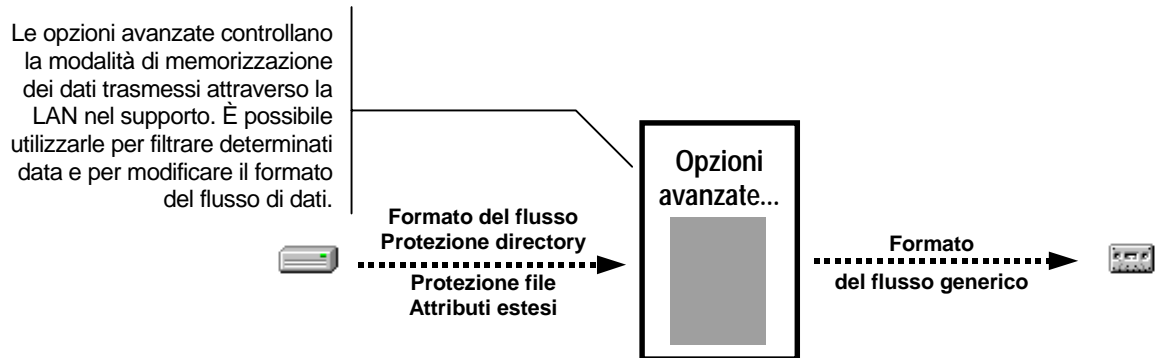 Le opzioni avanzate controllano
la modalità di memorizzazione
dei dati trasmessi attraverso la
LAN nel supporto. È possibile
utilizzarle per filtrare determinati
data e per modificare il formato
del flusso di dati.
Opzioni
avanzate...
Formato del flusso
Protezione directory
Protezione file
Attributi estesi
Formato
del flusso generico